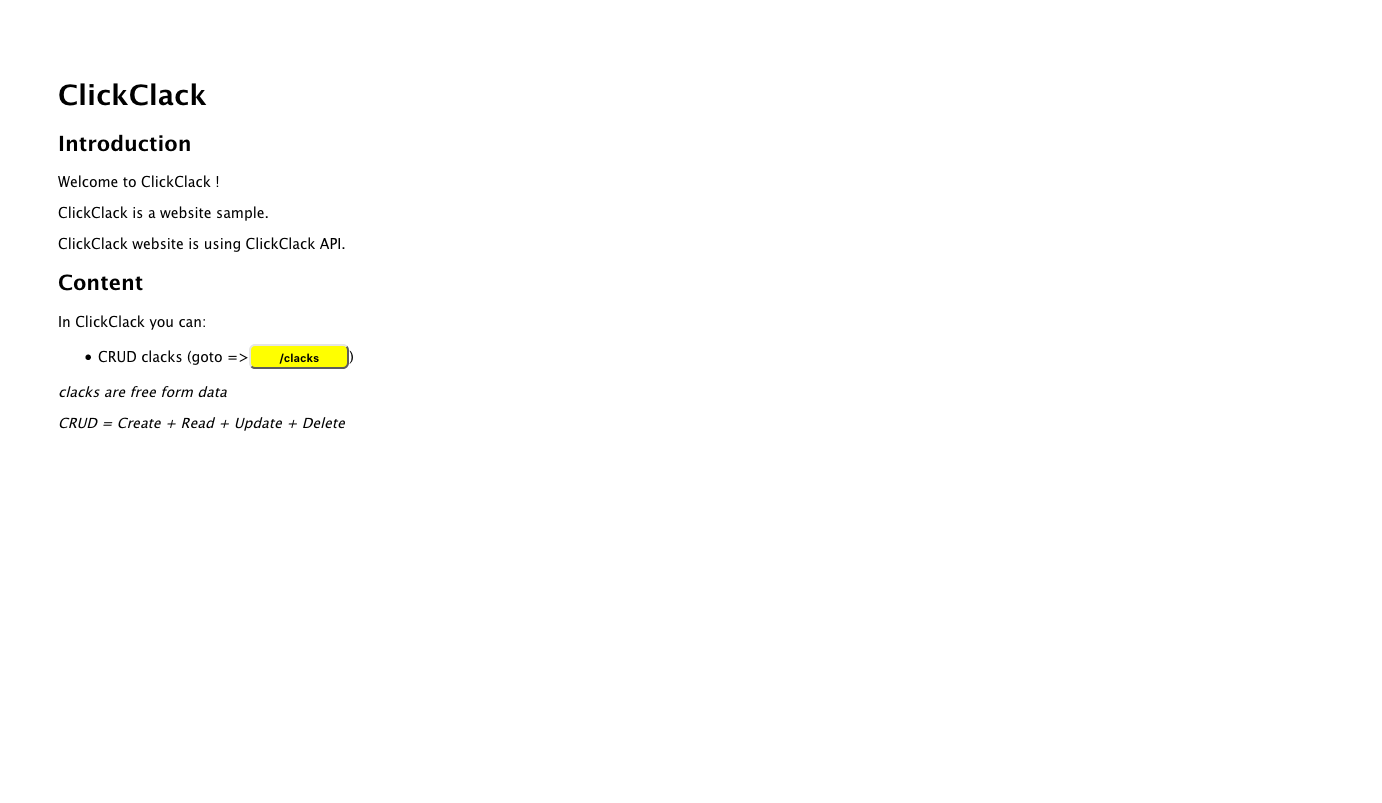 ClickClack
Introduction
Welcome to ClickClack !
ClickClack is a website sample.
ClickClack website is using ClickClack API.
Content
In ClickClack you can:
• CRUD clacks (goto => /clacks )
clacks are free form data
CRUD = Create + Read + Update + Delete